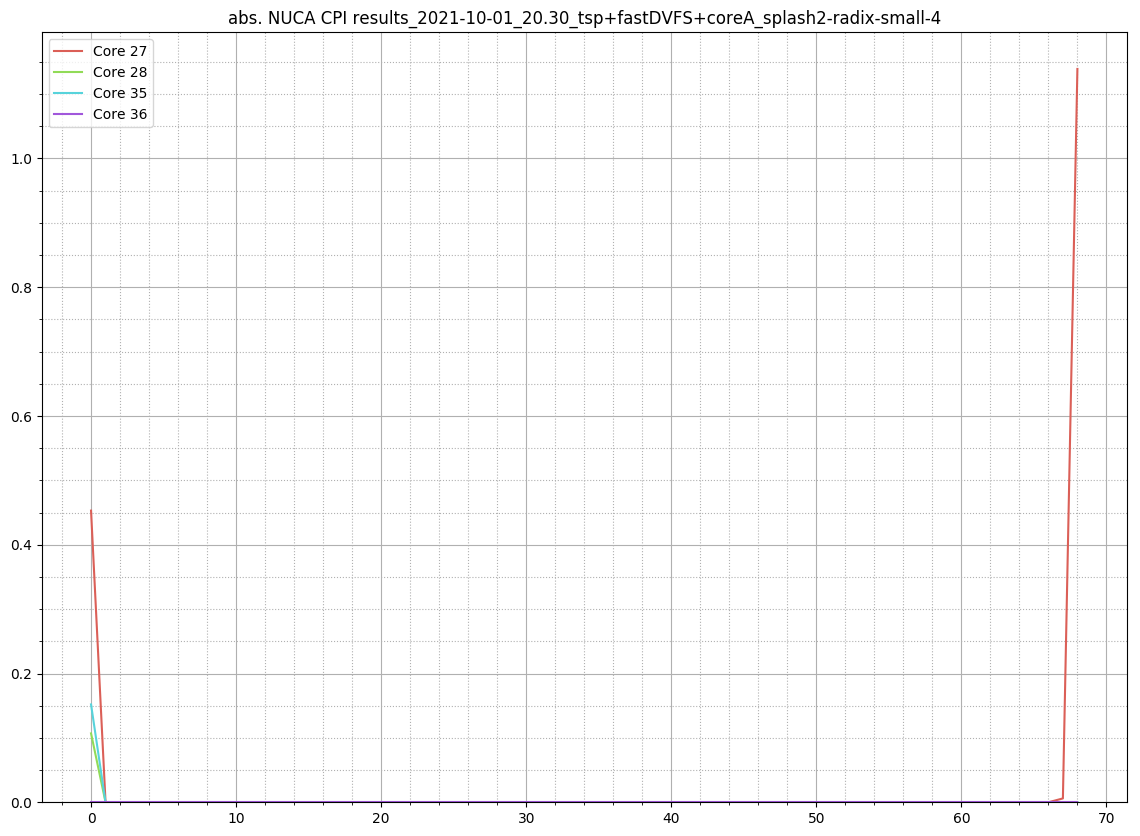 abs. NUCA CPI results_2021-10-01_20.30_tsp+fastDVFS+coreA_splash2-radix-small-4
Core 27
Core 28
Core 35
Core 36
1.0
0.8
0.6
0.4
0.2
0.0
0 10 20 30 40 50 60 70